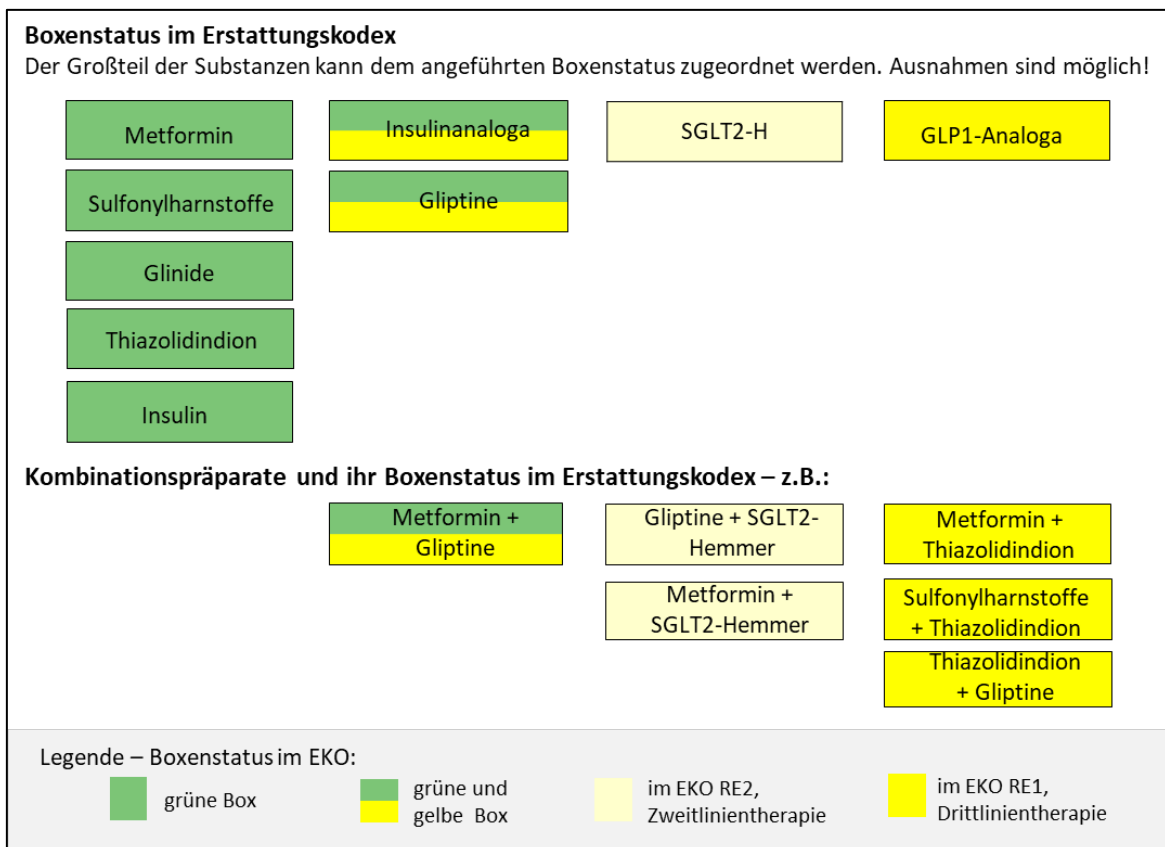 Boxenstatus im Erstattungskodex
Der Großteil der Substanzen kann dem angeführten Boxenstatus zugeordnet werden. Ausnahmen sind möglich!
Metformin
Insulinanaloga
SGLT2-H
GLP1-Analoga
Sulfonylharnstoffe
Gliptine
Glinide
Thiazolidindion
Insulin
Kombinationspräparate und ihr Boxenstatus im Erstattungskodex – z.B.:
Metformin +
Gliptine
Gliptine + SGLT2-
Hemmer
Metformin +
Thiazolidindion
Metformin +
SGLT2-Hemmer
Sulfonylharnstoffe
+ Thiazolidindion
Thiazolidindion
+ Gliptine
Legende – Boxenstatus im EKO:
grüne Box
grüne und
gelbe Box
im EKO RE2,
Zweitlinientherapie
im EKO RE1,
Drittlinientherapie